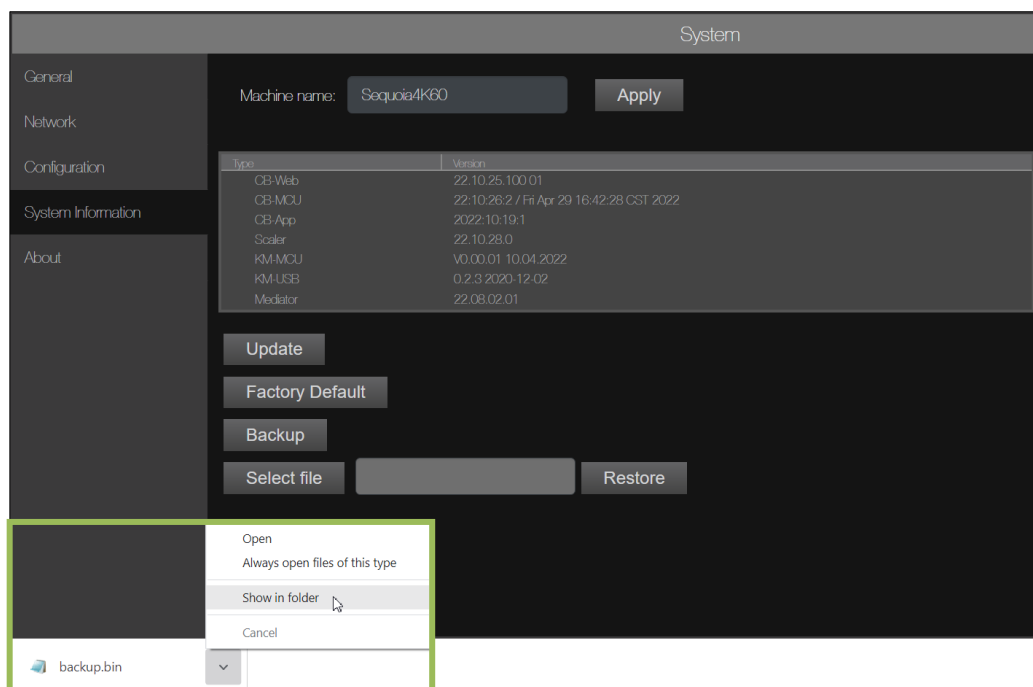 System
General
Network
Configuration
System Information
About
Machine name: Sequoia4K60 Apply
Type Version
CB-Web 22.10.25.100 01
CB-MCU 22:10:26:2 / Fri Apr 29 16:42:28 CST 2022
CB-App 2022:10:19:1
Scaler 22.10.28.0
KM-MCU V0.00.01 10.04.2022
KM-USB 0.2.3 2020-12-02
Mediator 22.08.02.01
Update
Factory Default
Backup
Select file Restore
Open
Always open files of this type
Show in folder
Cancel
backup.bin